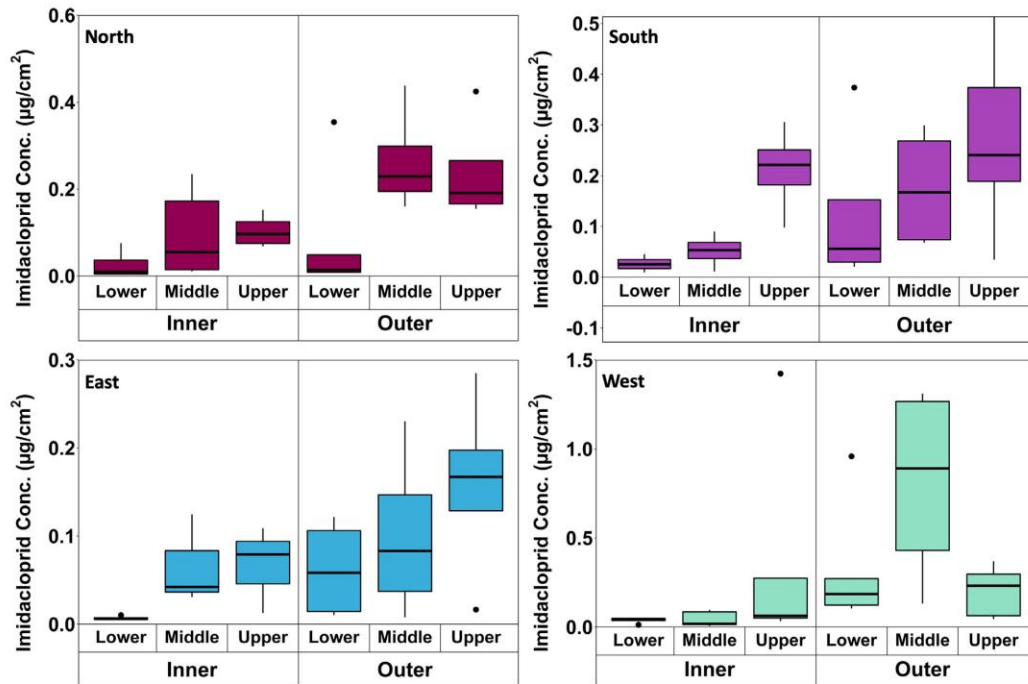 North
Imidacloprid Conc. (µg/cm²)
0.6
0.4
0.2
0.0
Lower Middle Upper Lower Middle Upper
Inner Outer
South
Imidacloprid Conc. (µg/cm²)
0.5
0.4
0.3
0.2
0.1
0.0
-0.1
Lower Middle Upper Lower Middle Upper
Inner Outer
East
Imidacloprid Conc. (µg/cm²)
0.3
0.2
0.1
0.0
Lower Middle Upper Lower Middle Upper
Inner Outer
West
Imidacloprid Conc. (µg/cm²)
1.5
1.0
0.5
0.0
Lower Middle Upper Lower Middle Upper
Inner Outer